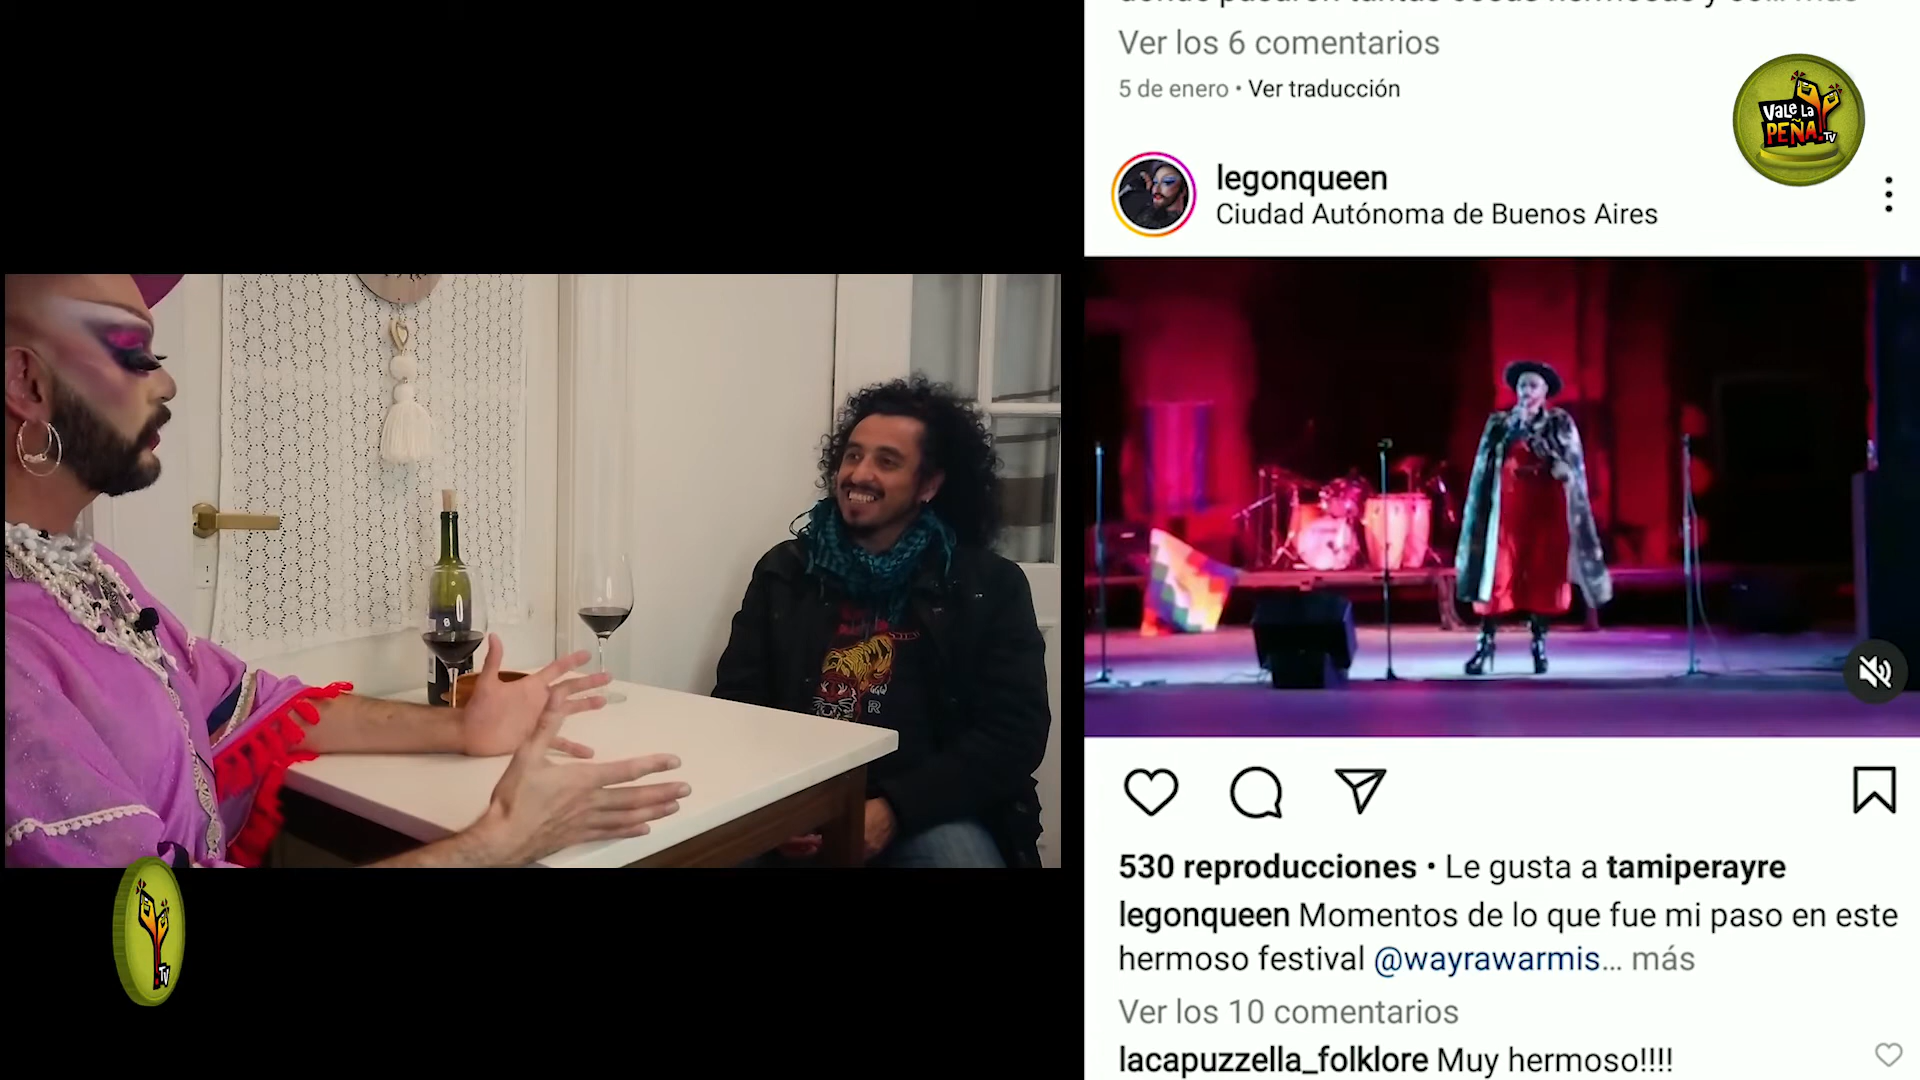 Ver los 6 comentarios
5 de enero • Ver traducción
VALE LA
PEÑA.TV
legonqueen
Ciudad Autónoma de Buenos Aires
R
530 reproducciones • Le gusta a tamiperayre
legonqueen Momentos de lo que fue mi paso en este
hermoso festival @wayrawarmis... más
Ver los 10 comentarios
lacapuzzella_folklore Muy hermoso!!!!
TV